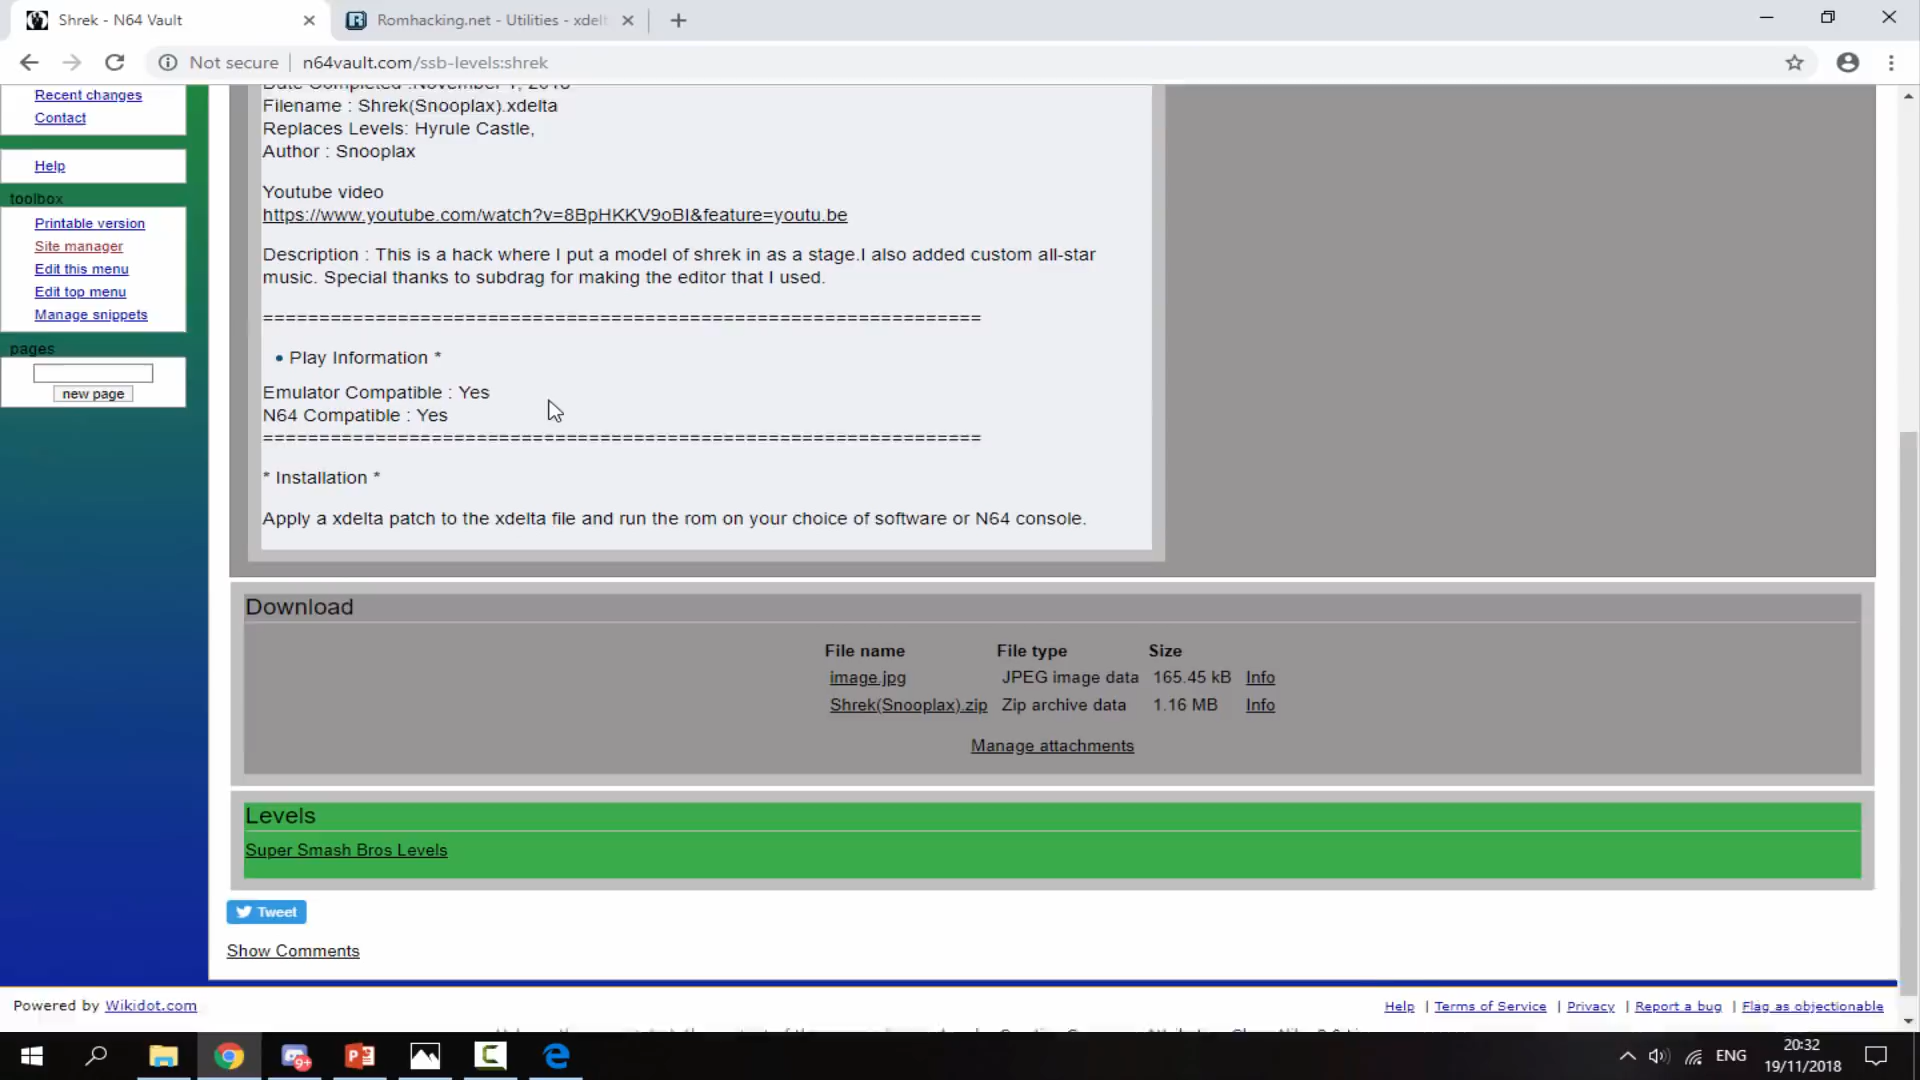 Shrek - N64 Vault
Romhacking.net - Utilities - xdelt
Not secure
n64vault.com/ssb-levels:shrek
Recent changes
Contact
Help
toolbox
Printable version
Site manager
Edit this menu
Edit top menu
Manage snippets
pages
new page
Date Completed :November 1, 2018
Filename : Shrek(Snooplax).xdelta
Replaces Levels: Hyrule Castle,
Author : Snooplax
Youtube video
https://www.youtube.com/watch?v=8BpHKKV9oBI&feature=youtu.be
Description : This is a hack where I put a model of shrek in as a stage.I also added custom all-star
music. Special thanks to subdrag for making the editor that I used.
================================================================
• Play Information *
Emulator Compatible : Yes
N64 Compatible : Yes
================================================================
* Installation *
Apply a xdelta patch to the xdelta file and run the rom on your choice of software or N64 console.
Download
File name File type Size
image.jpg JPEG image data 165.45 kB Info
Shrek(Snooplax).zip Zip archive data 1.16 MB Info
Manage attachments
Levels
Super Smash Bros Levels
Tweet
Show Comments
Powered by Wikidot.com
Help | Terms of Service | Privacy | Report a bug | Flag as objectionable
9+
ENG
20:32
19/11/2018